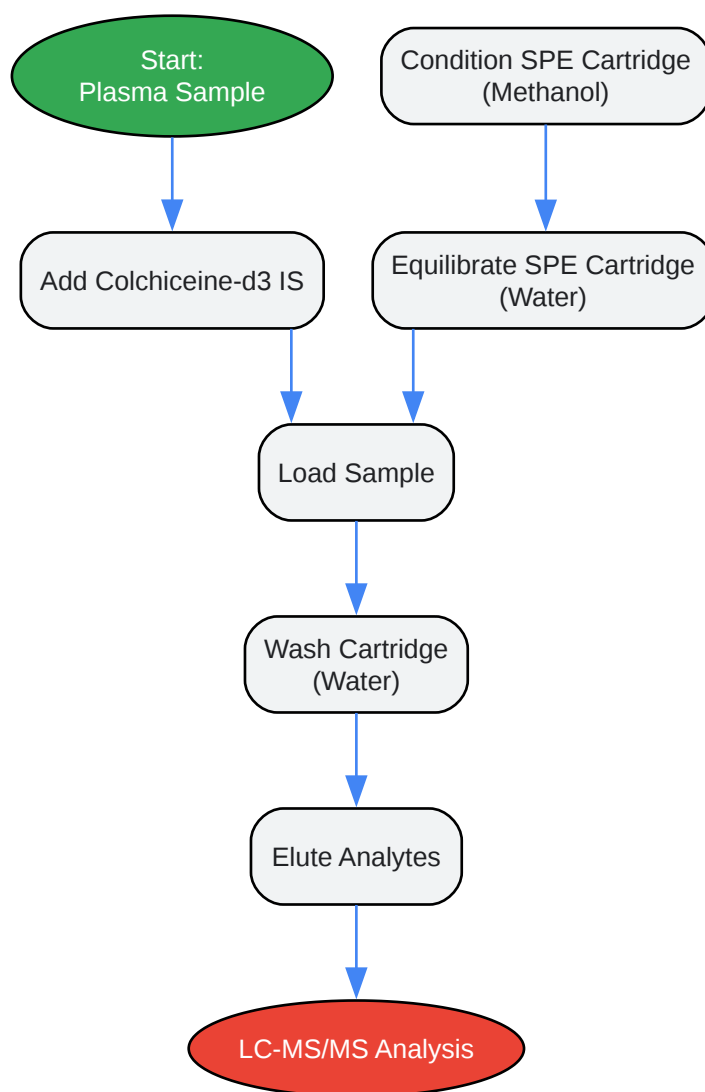 Start:
Plasma Sample
Condition SPE Cartridge
(Methanol)
Add Colchiceine-d3 IS
Equilibrate SPE Cartridge
(Water)
Load Sample
Wash Cartridge
(Water)
Elute Analytes
LC-MS/MS Analysis